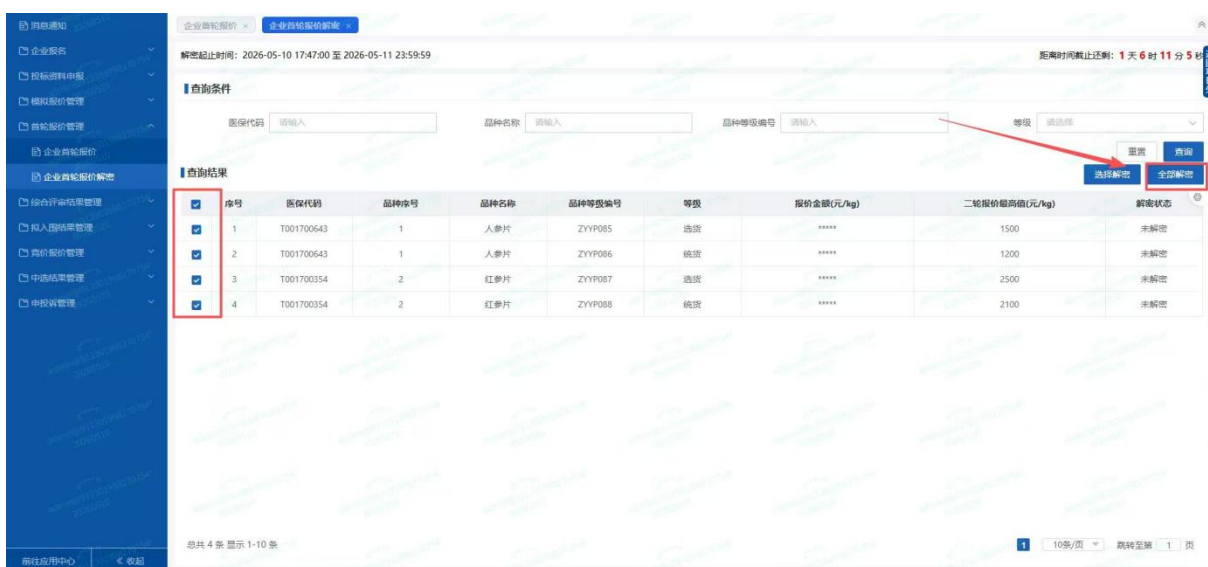 消息通知
企业报名
投标资料申报
模拟报价管理
首轮报价管理
企业首轮报价
企业首轮报价解密
综合评审结果管理
拟入围结果管理
竞价报价管理
中选结果管理
申投诉管理
前往应用中心 收起
企业首轮报价 × 企业首轮报价解密 ×
解密起止时间：2026-05-10 17:47:00 至 2026-05-11 23:59:59 距离时间截止还剩：1 天 6 时 11 分 5 秒
查询条件
医保代码 请输入 品种名称 请输入 品种等级编号 请输入 等级 请选择
重置 查询
查询结果 选择解密 全部解密
序号 医保代码 品种序号 品种名称 品种等级编号 等级 报价金额(元/kg) 二轮报价最高值(元/kg) 解密状态
1 T001700643 1 人参片 ZYYP085 选货 ***** 1500 未解密
2 T001700643 1 人参片 ZYYP086 统货 ***** 1200 未解密
3 T001700354 2 红参片 ZYYP087 选货 ***** 2500 未解密
4 T001700354 2 红参片 ZYYP088 统货 ***** 2100 未解密
总共 4 条 显示 1-10 条 1 10条/页 跳转至第 1 页